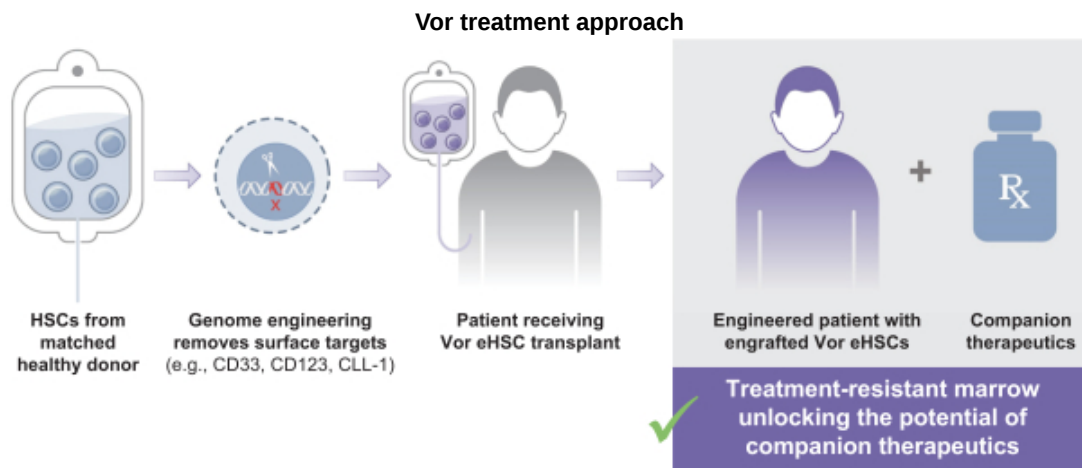 Vor treatment approach
X
Rx
HSCs from
matched
healthy donor
Genome engineering
removes surface targets
(e.g., CD33, CD123, CLL-1)
Patient receiving
Vor eHSC transplant
Engineered patient with
engrafted Vor eHSCs
+
Companion
therapeutics
Treatment-resistant marrow
unlocking the potential of
companion therapeutics